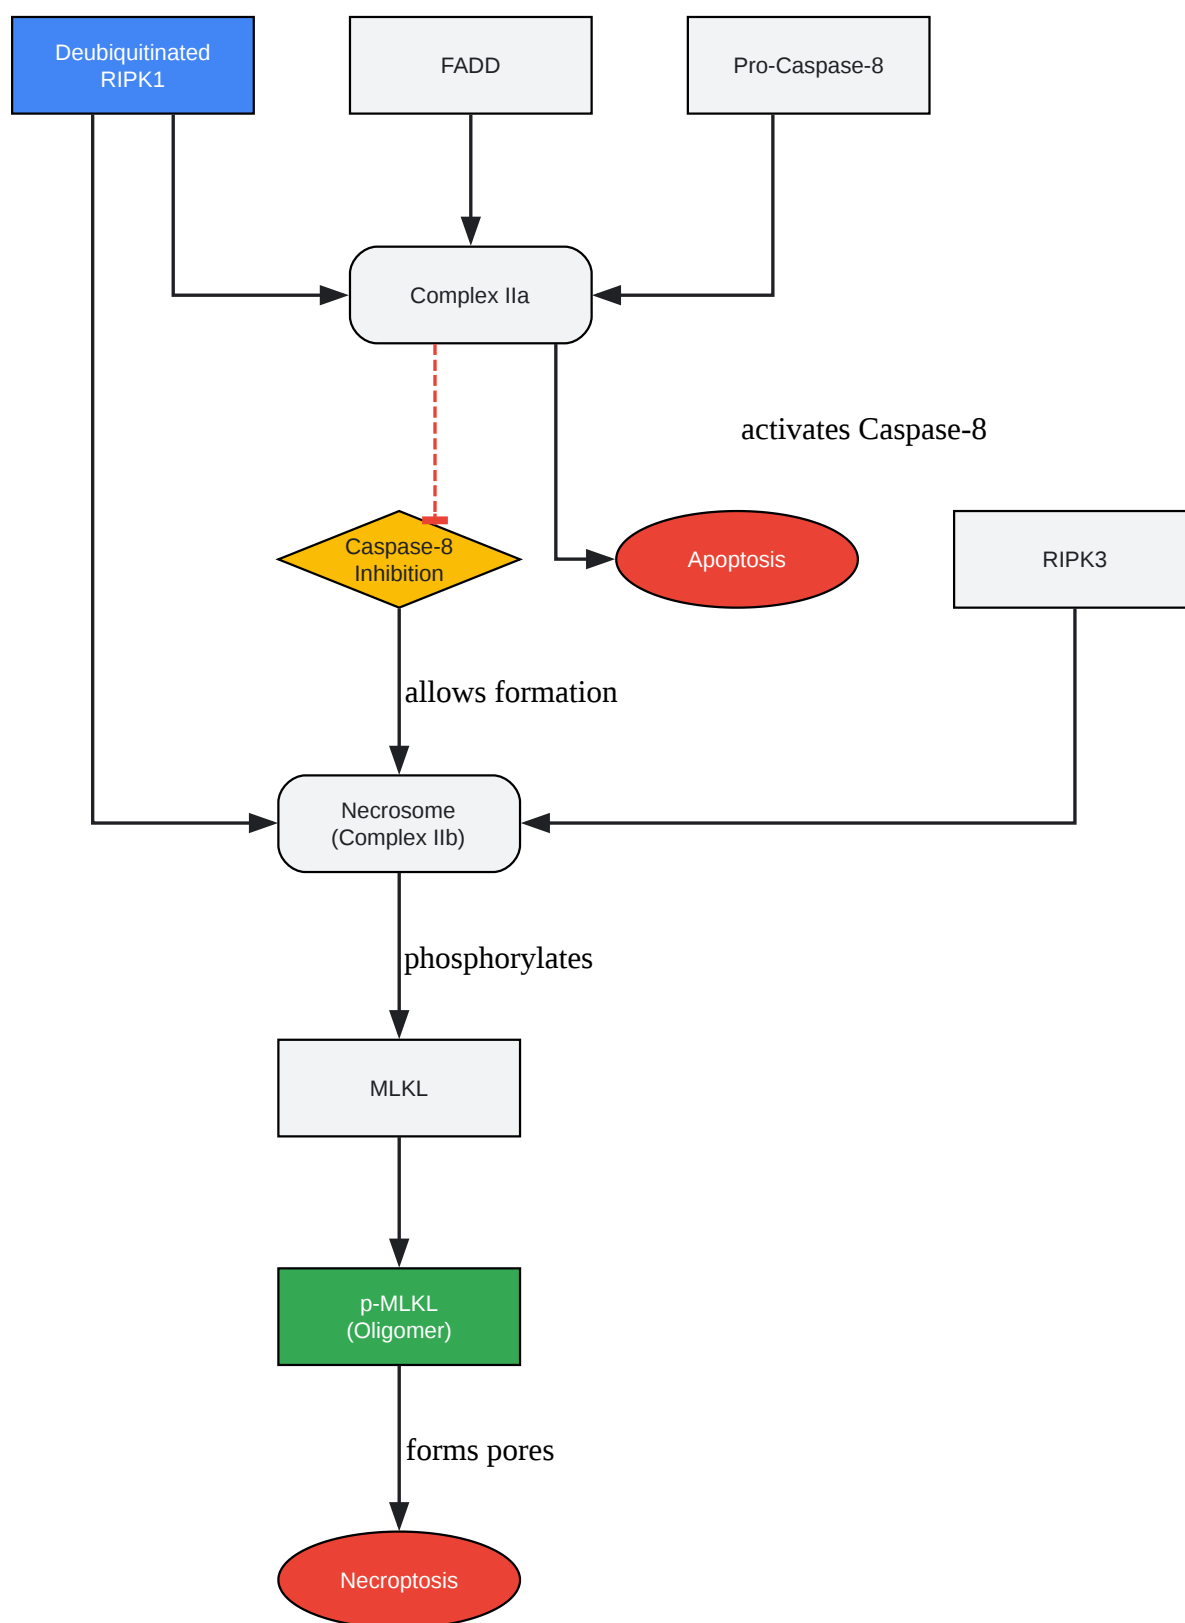 Deubiquitinated
RIPK1
FADD
Pro-Caspase-8
Complex IIa
activates Caspase-8
Caspase-8
Inhibition
Apoptosis
RIPK3
allows formation
Necrosome
(Complex IIb)
phosphorylates
MLKL
p-MLKL
(Oligomer)
forms pores
Necroptosis